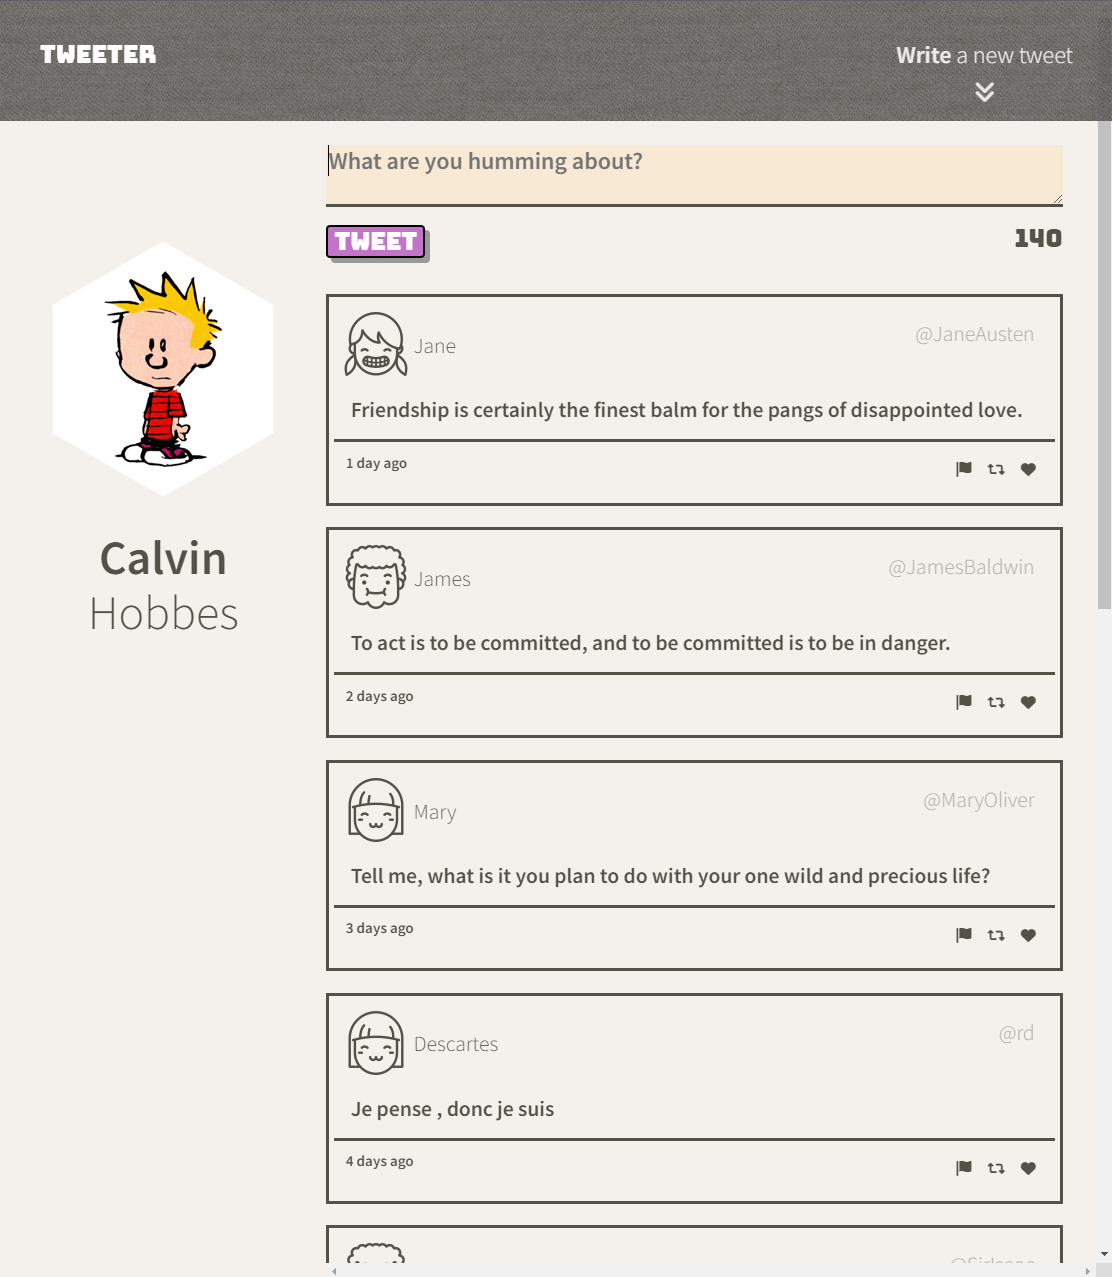 TWEETER
Write a new tweet
What are you humming about?
TWEET
140
Calvin
Hobbes
Jane
@JaneAusten
Friendship is certainly the finest balm for the pangs of disappointed love.
1 day ago
James
@JamesBaldwin
To act is to be committed, and to be committed is to be in danger.
2 days ago
Mary
@MaryOliver
Tell me, what is it you plan to do with your one wild and precious life?
3 days ago
Descartes
@rd
Je pense , donc je suis
4 days ago